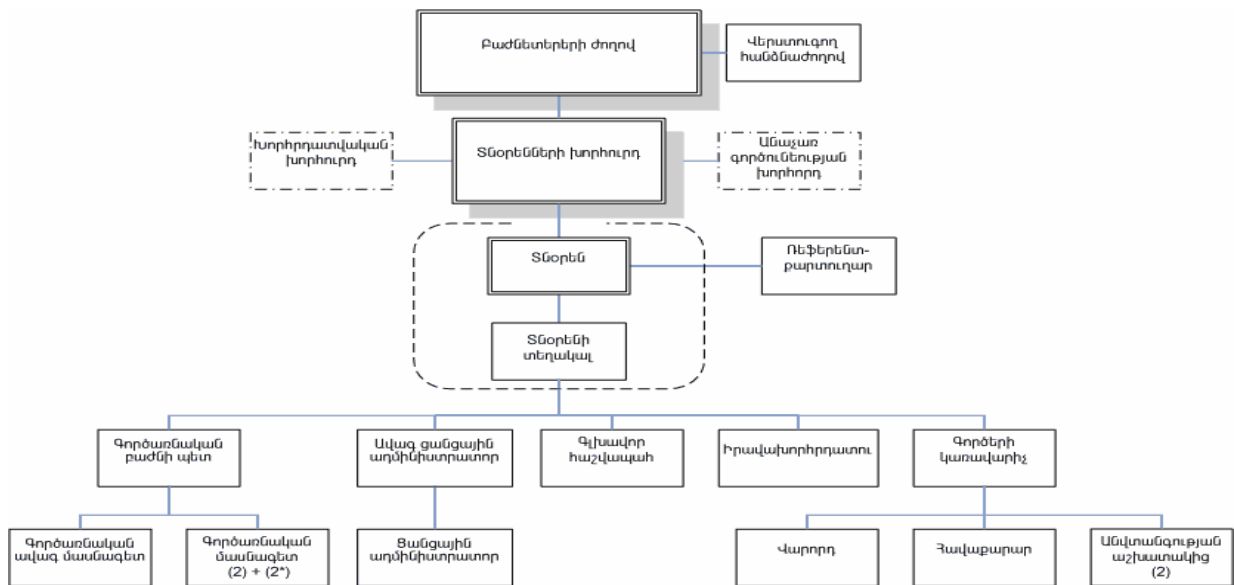 Բաժնետերերի ժողով
Վերստուգող
հանձնաժողով
Խորհրդատվական
խորհուրդ
Տնօրենների խորհուրդ
Անաչառ
գործունեության
խորհորդ
Տնօրեն
Ռեֆերենտ-
քարտուղար
Տնօրենի
տեղակալ
Գործառնական
բաժնի պետ
Ավագ ցանցային
ադմինիստրատոր
Գլխավոր
հաշվապահ
Իրավախորհրդատու
Գործերի
կառավարիչ
Գործառնական
ավագ մասնագետ
Գործառնական
մասնագետ
(2) + (2*)
Ցանցային
ադմինիստրատոր
Վարորդ
Հավաքարար
Անվտանգության
աշխատակից
(2)